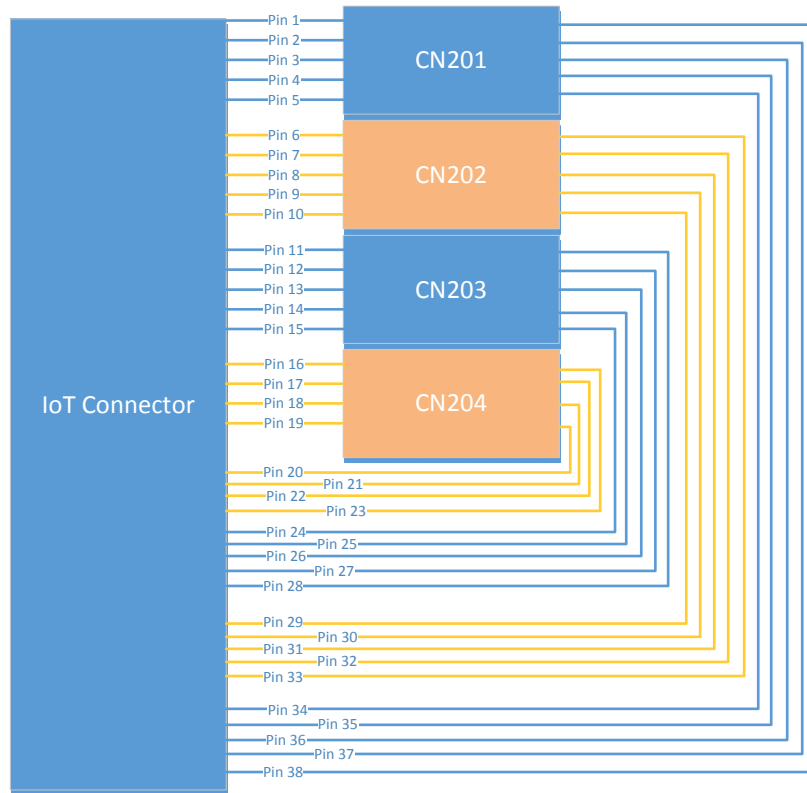 Pin 1
Pin 2
Pin 3
Pin 4
Pin 5
CN201
Pin 6
Pin 7
Pin 8
Pin 9
Pin 10
CN202
Pin 11
Pin 12
Pin 13
Pin 14
Pin 15
CN203
Pin 16
Pin 17
Pin 18
Pin 19
CN204
IoT Connector
Pin 20
Pin 21
Pin 22
Pin 23
Pin 24
Pin 25
Pin 26
Pin 27
Pin 28
Pin 29
Pin 30
Pin 31
Pin 32
Pin 33
Pin 34
Pin 35
Pin 36
Pin 37
Pin 38